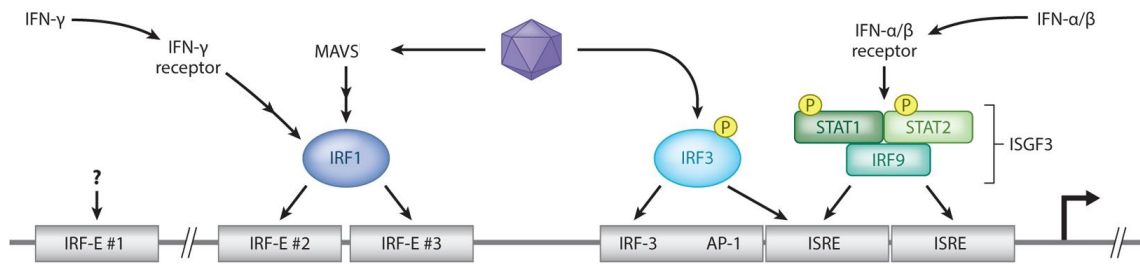 IFN-γ
IFN-γ
receptor
MAVS
IFN-α/β
receptor
IFN-α/β
P
P
P
STAT1
STAT2
IRF1
IRF3
IRF9
ISGF3
?
IRF-E #1
IRF-E #2
IRF-E #3
IRF-3
AP-1
ISRE
ISRE